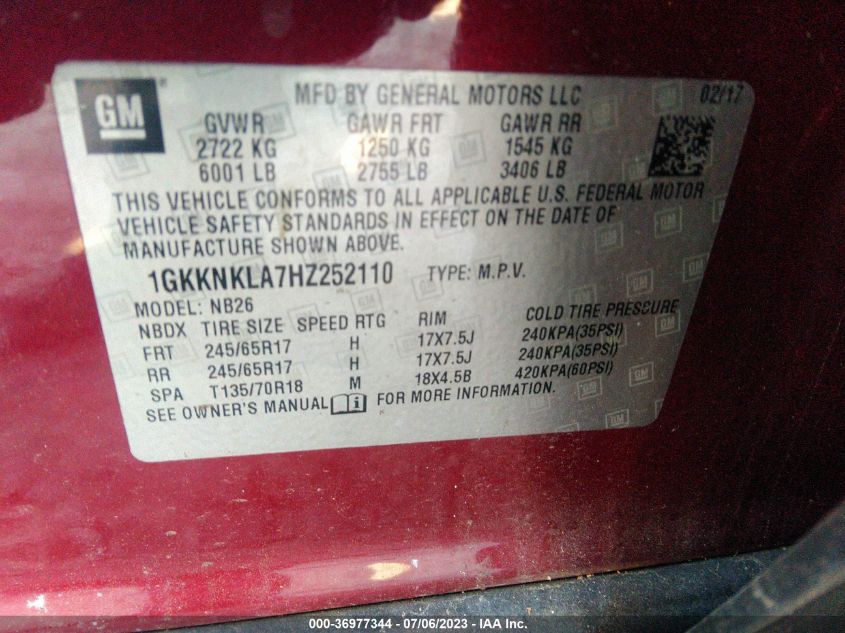 GM
MFD BY GENERAL MOTORS LLC 02/17
GVWR GAWR FRT GAWR RR
2722 KG 1250 KG 1545 KG
6001 LB 2755 LB 3406 LB
THIS VEHICLE CONFORMS TO ALL APPLICABLE U.S. FEDERAL MOTOR
VEHICLE SAFETY STANDARDS IN EFFECT ON THE DATE OF
MANUFACTURE SHOWN ABOVE.
1GKKNKLA7HZ252110 TYPE: M.P.V.
MODEL: NB26
NBDX TIRE SIZE SPEED RTG RIM COLD TIRE PRESSURE
FRT 245/65R17 H 17X7.5J 240KPA(35PSI)
RR 245/65R17 H 17X7.5J 240KPA(35PSI)
SPA T135/70R18 M 18X4.5B 420KPA(60PSI)
SEE OWNER'S MANUAL i FOR MORE INFORMATION.
000-36977344 / 07/06/2023 - IAA Inc.